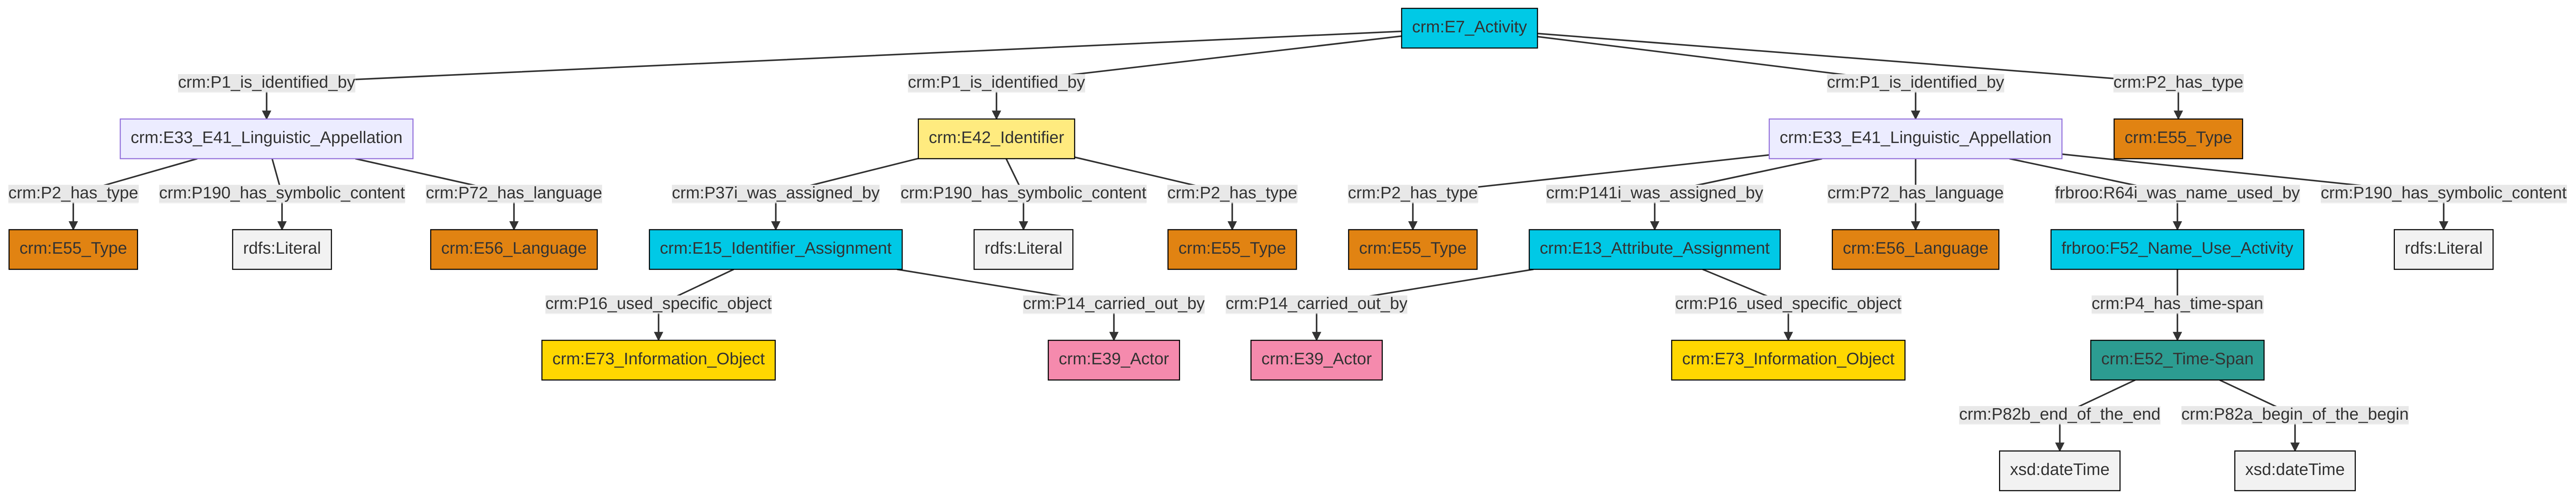 crm:E7_Activity
crm:P1_is_identified_by
crm:P1_is_identified_by
crm:P1_is_identified_by
crm:P2_has_type
crm:E33_E41_Linguistic_Appellation
crm:E42_Identifier
crm:E33_E41_Linguistic_Appellation
crm:E55_Type
crm:P2_has_type
crm:P190_has_symbolic_content
crm:P72_has_language
crm:P37i_was_assigned_by
crm:P190_has_symbolic_content
crm:P2_has_type
crm:P2_has_type
crm:P141i_was_assigned_by
crm:P72_has_language
frbroo:R64i_was_name_used_by
crm:P190_has_symbolic_content
crm:E55_Type
rdfs:Literal
crm:E56_Language
crm:E15_Identifier_Assignment
rdfs:Literal
crm:E55_Type
crm:E55_Type
crm:E13_Attribute_Assignment
crm:E56_Language
frbroo:F52_Name_Use_Activity
rdfs:Literal
crm:P16_used_specific_object
crm:P14_carried_out_by
crm:P14_carried_out_by
crm:P16_used_specific_object
crm:P4_has_time-span
crm:E73_Information_Object
crm:E39_Actor
crm:E39_Actor
crm:E73_Information_Object
crm:E52_Time-Span
crm:P82b_end_of_the_end
crm:P82a_begin_of_the_begin
xsd:dateTime
xsd:dateTime